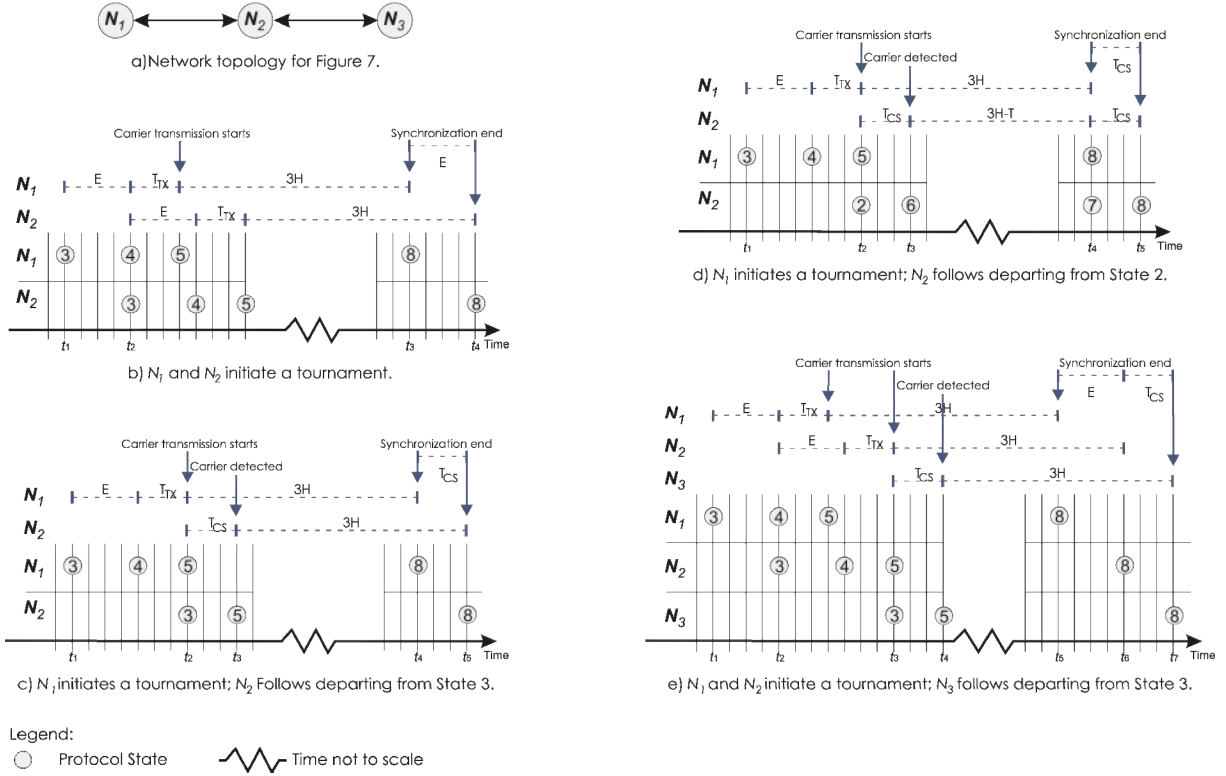 N1 N2 N3
a)Network topology for Figure 7.
Carrier transmission starts
Synchronization end
E
N1 E TTX 3H
N2 E TTX 3H
N1 3 4 5 8
N2 3 4 5 8
t1 t2 t3 t4 Time
b) N1 and N2 initiate a tournament.
Carrier transmission starts
Synchronization end
Carrier detected
TCS
N1 E TTX 3H
N2 TCS 3H
N1 3 4 5 8
N2 3 5 8
t1 t2 t3 t4 t5 Time
c) N1 initiates a tournament; N2 Follows departing from State 3.
Legend:
Protocol State
Time not to scale
Carrier transmission starts
Synchronization end
Carrier detected
TCS
N1 E TTX 3H
N2 TCS 3H-T TCS
N1 3 4 5 8
N2 2 6 7 8
t1 t2 t3 t4 t5 Time
d) N1 initiates a tournament; N2 follows departing from State 2.
Carrier transmission starts
Synchronization end
Carrier detected
E TCS
N1 E TTX 3H
N2 E TTX 3H
N3 TCS 3H
N1 3 4 5 8
N2 3 4 5 8
N3 3 5 8
t1 t2 t3 t4 t5 t6 t7 Time
e) N1 and N2 initiate a tournament; N3 follows departing from State 3.